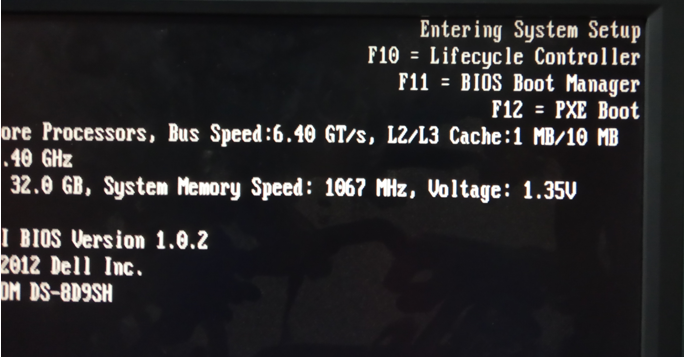 Entering System Setup
F10 = Lifecycle Controller
F11 = BIOS Boot Manager
F12 = PXE Boot
ore Processors, Bus Speed:6.40 GT/s, L2/L3 Cache:1 MB/10 MB
.40 GHz
32.0 GB, System Memory Speed: 1067 MHz, Voltage: 1.35V
I BIOS Version 1.0.2
2012 Dell Inc.
OM DS-8D9SH